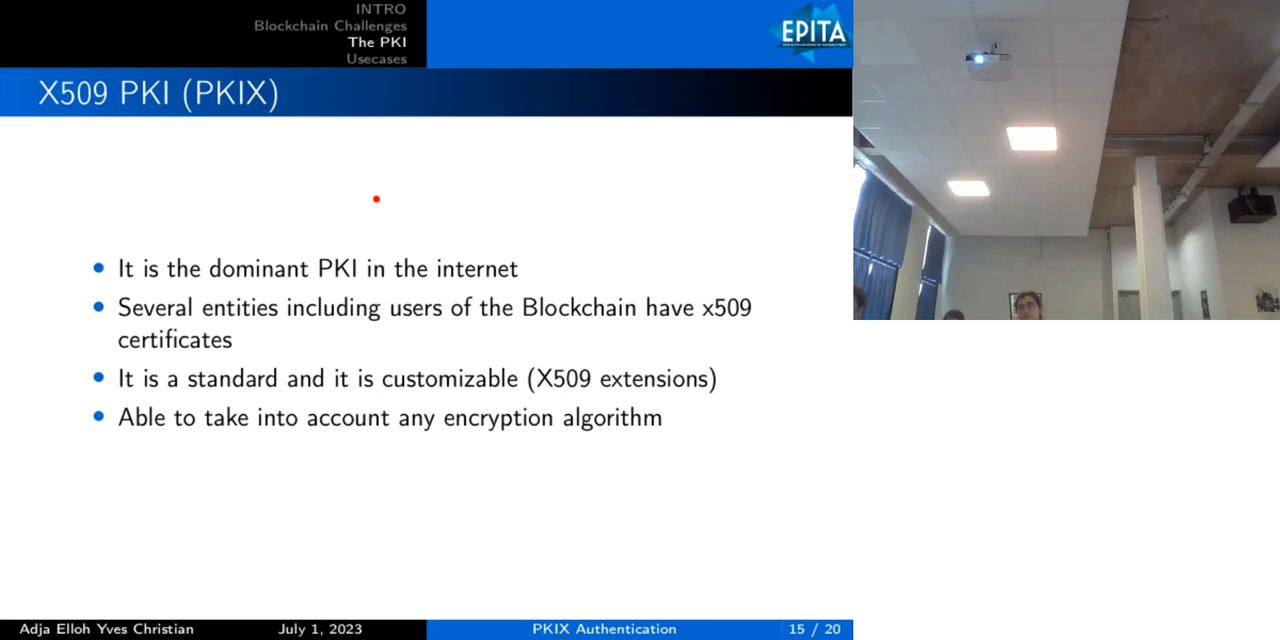 INTRO
Blockchain Challenges
The PKI
Usecases
EPITA
X509 PKI (PKIX)
It is the dominant PKI in the internet
Several entities including users of the Blockchain have x509
certificates
It is a standard and it is customizable (X509 extensions)
Able to take into account any encryption algorithm
Adja Elloh Yves Christian July 1, 2023 PKIX Authentication 15 / 20